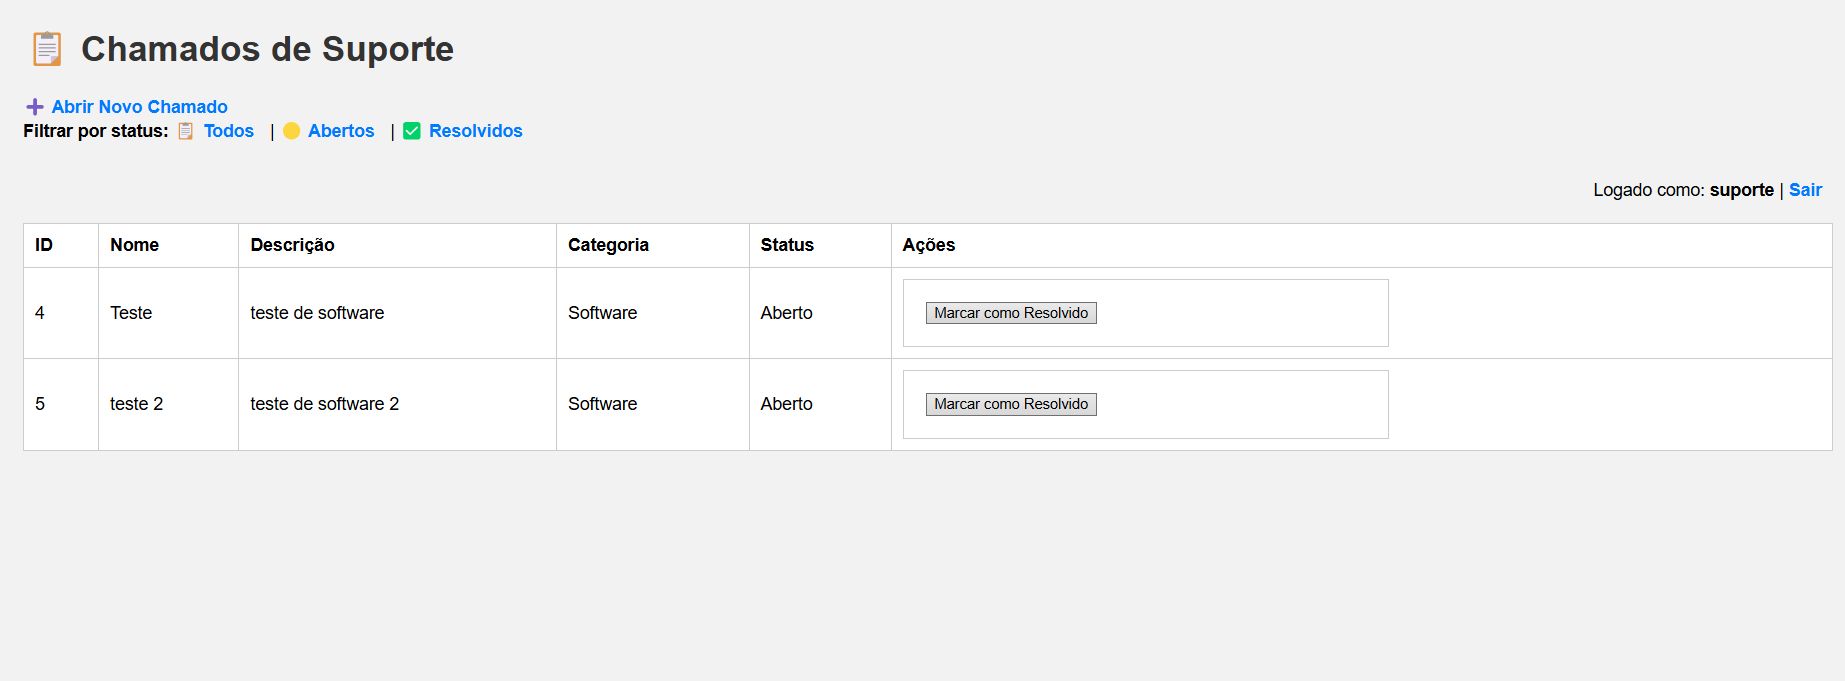 Chamados de Suporte
Abrir Novo Chamado
Filtrar por status: Todos | Abertos | Resolvidos
Logado como: suporte | Sair
ID Nome Descrição Categoria Status Ações
4 Teste teste de software Software Aberto Marcar como Resolvido
5 teste 2 teste de software 2 Software Aberto Marcar como Resolvido